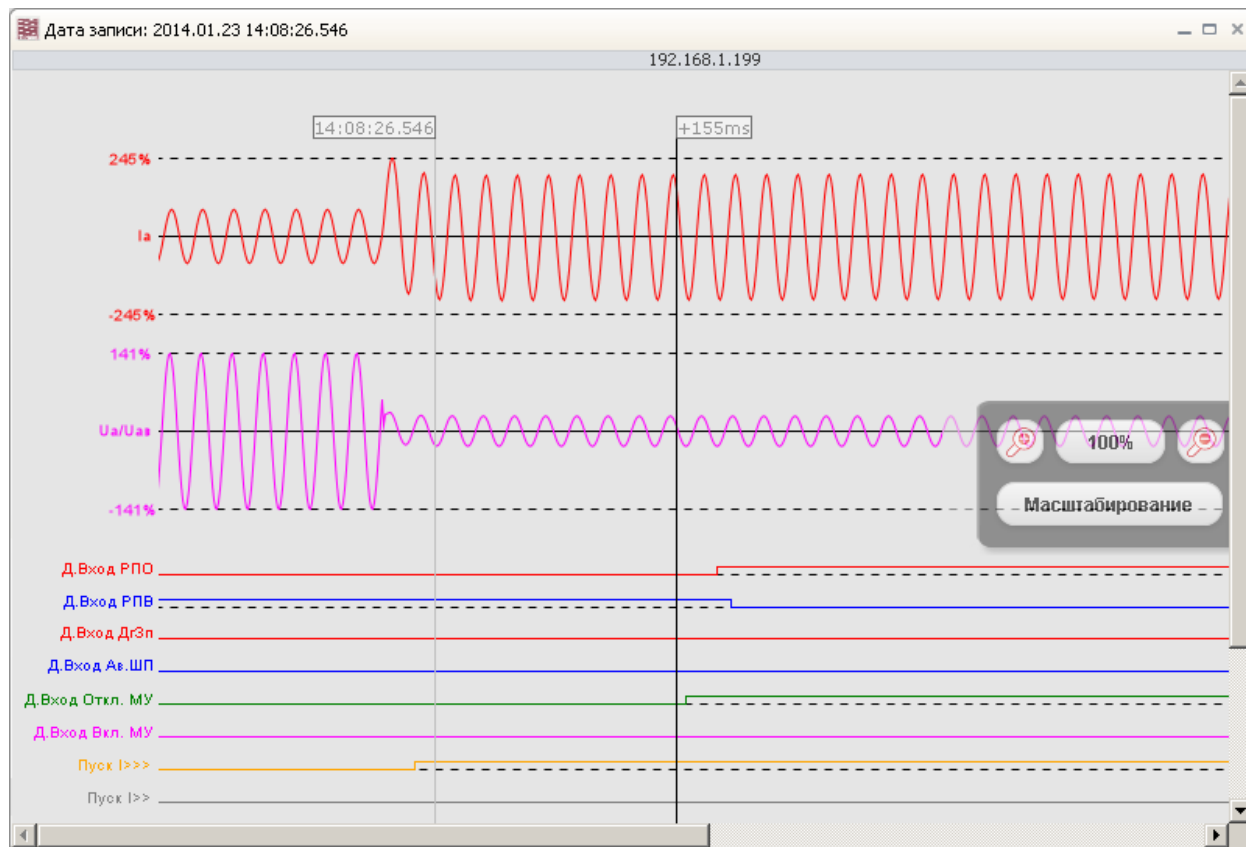 Дата записи: 2014.01.23 14:08:26.546
192.168.1.199
14:08:26.546
+155ms
245%
Ia
-245%
141%
Ua/Uав
-141%
100%
Масштабирование
Д.Вход РПО
Д.Вход РПВ
Д.Вход ДгЗп
Д.Вход Ав.ШП
Д.Вход Откл. МУ
Д.Вход Вкл. МУ
Пуск I>>>
Пуск I>>